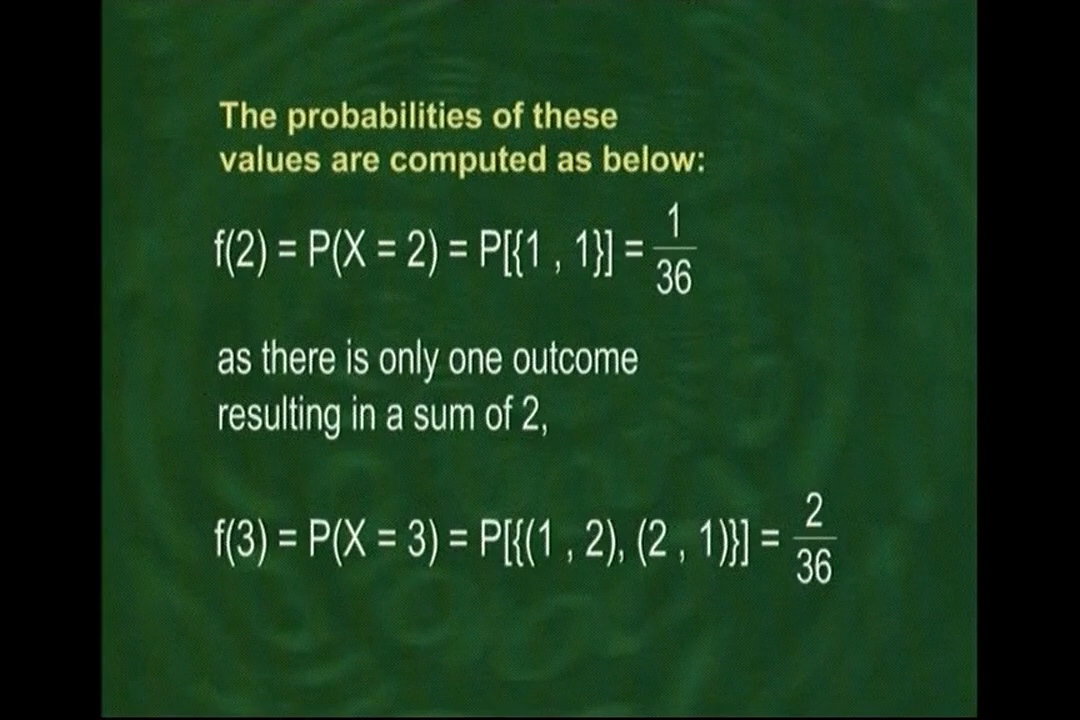 The probabilities of these
values are computed as below:
f(2) = P(X = 2) = P[{1 , 1}] = 1/36
as there is only one outcome
resulting in a sum of 2,
f(3) = P(X = 3) = P[{(1 , 2), (2 , 1)}] = 2/36